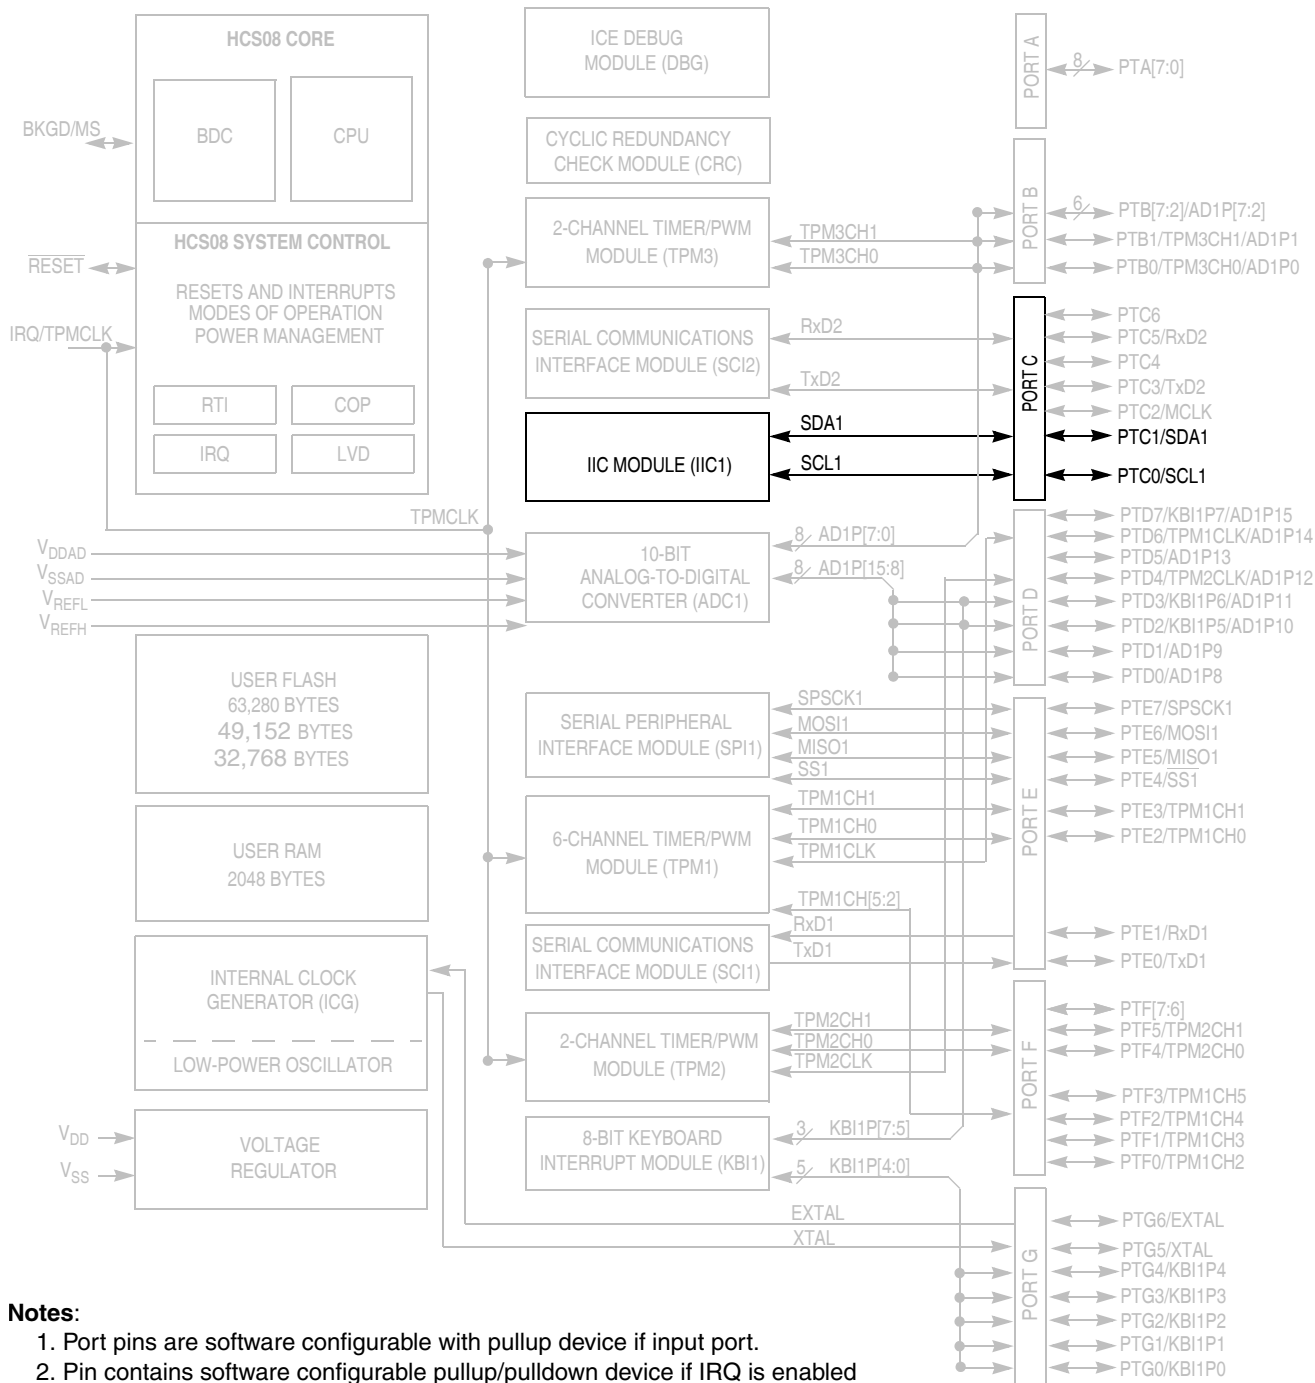 HCS08 CORE
BDC
CPU
BKGD/MS
HCS08 SYSTEM CONTROL
RESET
RESETS AND INTERRUPTS
MODES OF OPERATION
POWER MANAGEMENT
IRQ/TPMCLK
RTI
COP
IRQ
LVD
TPMCLK
VDDAD
VSSAD
VREFL
VREFH
USER FLASH
63,280 BYTES
49,152 BYTES
32,768 BYTES
USER RAM
2048 BYTES
INTERNAL CLOCK
GENERATOR (ICG)
LOW-POWER OSCILLATOR
VDD
VSS
VOLTAGE
REGULATOR
ICE DEBUG
MODULE (DBG)
CYCLIC REDUNDANCY
CHECK MODULE (CRC)
2-CHANNEL TIMER/PWM
MODULE (TPM3)
TPM3CH1
TPM3CH0
SERIAL COMMUNICATIONS
INTERFACE MODULE (SCI2)
RxD2
TxD2
IIC MODULE (IIC1)
SDA1
SCL1
10-BIT
ANALOG-TO-DIGITAL
CONVERTER (ADC1)
8 AD1P[7:0]
8 AD1P[15:8]
SERIAL PERIPHERAL
INTERFACE MODULE (SPI1)
SPSCK1
MOSI1
MISO1
SS1
6-CHANNEL TIMER/PWM
MODULE (TPM1)
TPM1CH1
TPM1CH0
TPM1CLK
TPM1CH[5:2]
SERIAL COMMUNICATIONS
INTERFACE MODULE (SCI1)
RxD1
TxD1
2-CHANNEL TIMER/PWM
MODULE (TPM2)
TPM2CH1
TPM2CH0
TPM2CLK
8-BIT KEYBOARD
INTERRUPT MODULE (KBI1)
3 KBI1P[7:5]
5 KBI1P[4:0]
EXTAL
XTAL
PORT A
8 PTA[7:0]
PORT B
6 PTB[7:2]/AD1P[7:2]
PTB1/TPM3CH1/AD1P1
PTB0/TPM3CH0/AD1P0
PORT C
PTC6
PTC5/RxD2
PTC4
PTC3/TxD2
PTC2/MCLK
PTC1/SDA1
PTC0/SCL1
PORT D
PTD7/KBI1P7/AD1P15
PTD6/TPM1CLK/AD1P14
PTD5/AD1P13
PTD4/TPM2CLK/AD1P12
PTD3/KBI1P6/AD1P11
PTD2/KBI1P5/AD1P10
PTD1/AD1P9
PTD0/AD1P8
PORT E
PTE7/SPSCK1
PTE6/MOSI1
PTE5/MISO1
PTE4/SS1
PTE3/TPM1CH1
PTE2/TPM1CH0
PTE1/RxD1
PTE0/TxD1
PORT F
PTF[7:6]
PTF5/TPM2CH1
PTF4/TPM2CH0
PTF3/TPM1CH5
PTF2/TPM1CH4
PTF1/TPM1CH3
PTF0/TPM1CH2
PORT G
PTG6/EXTAL
PTG5/XTAL
PTG4/KBI1P4
PTG3/KBI1P3
PTG2/KBI1P2
PTG1/KBI1P1
PTG0/KBI1P0
Notes:
1. Port pins are software configurable with pullup device if input port.
2. Pin contains software configurable pullup/pulldown device if IRQ is enabled